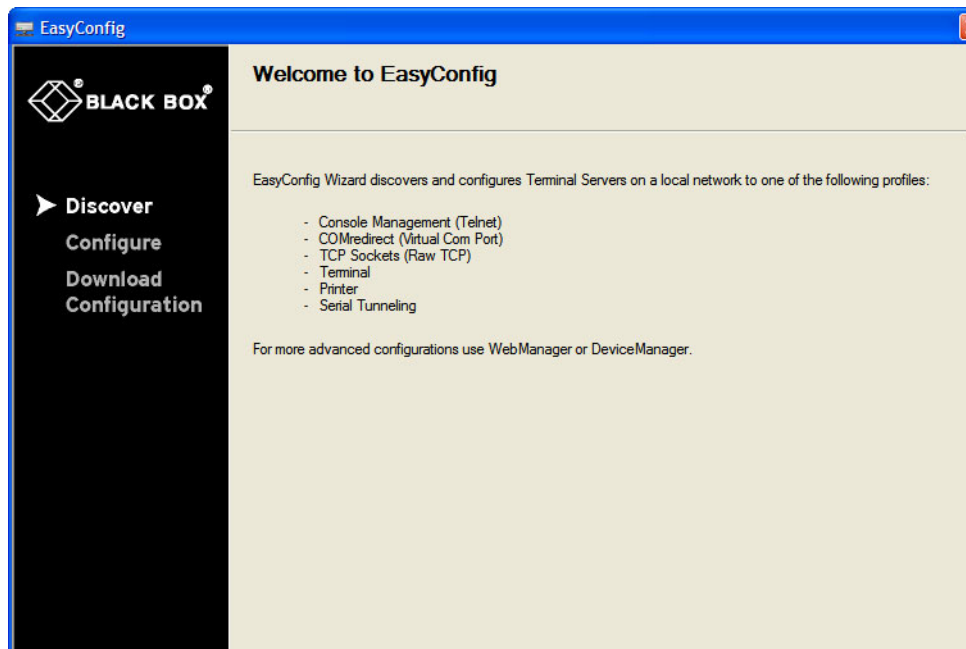 EasyConfig
BLACK BOX®
Discover
Configure
Download
Configuration
Welcome to EasyConfig
EasyConfig Wizard discovers and configures Terminal Servers on a local network to one of the following profiles:
- Console Management (Telnet)
- COMredirect (Virtual Com Port)
- TCP Sockets (Raw TCP)
- Terminal
- Printer
- Serial Tunneling
For more advanced configurations use WebManager or DeviceManager.